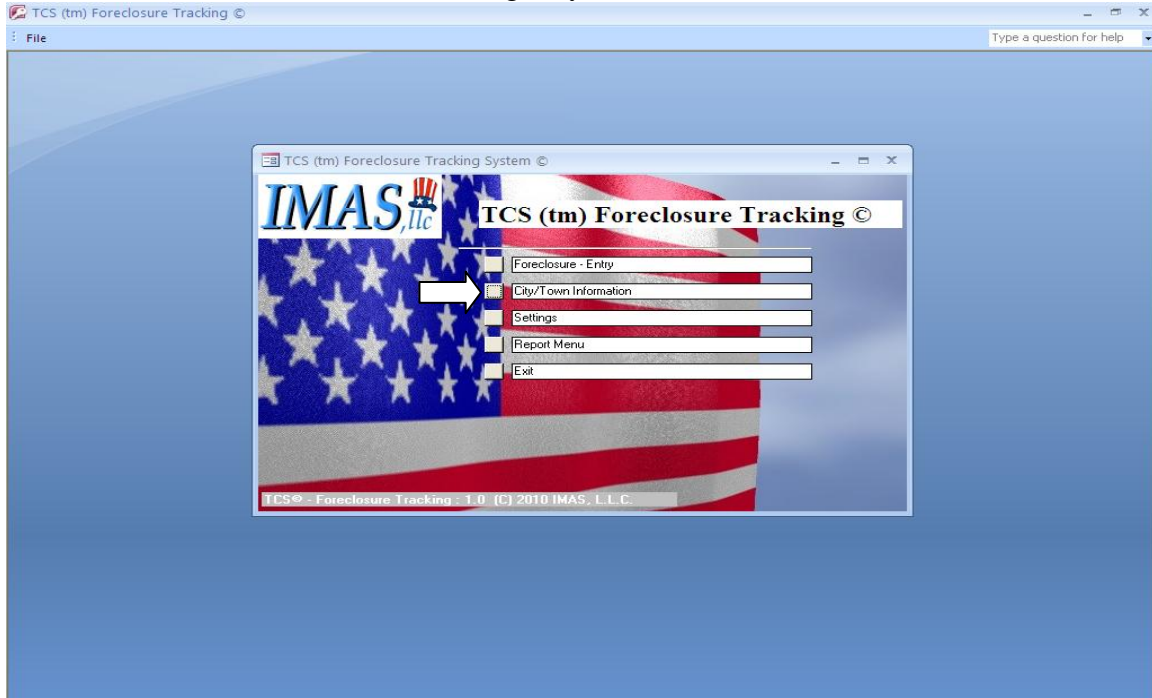 TCS (tm) Foreclosure Tracking ©
File
Type a question for help
TCS (tm) Foreclosure Tracking System ©
IMAS,llc
TCS (tm) Foreclosure Tracking ©
Foreclosure - Entry
City/Town Information
Settings
Report Menu
Exit
TCS® - Foreclosure Tracking : 1.0 (C) 2010 IMAS, L.L.C.